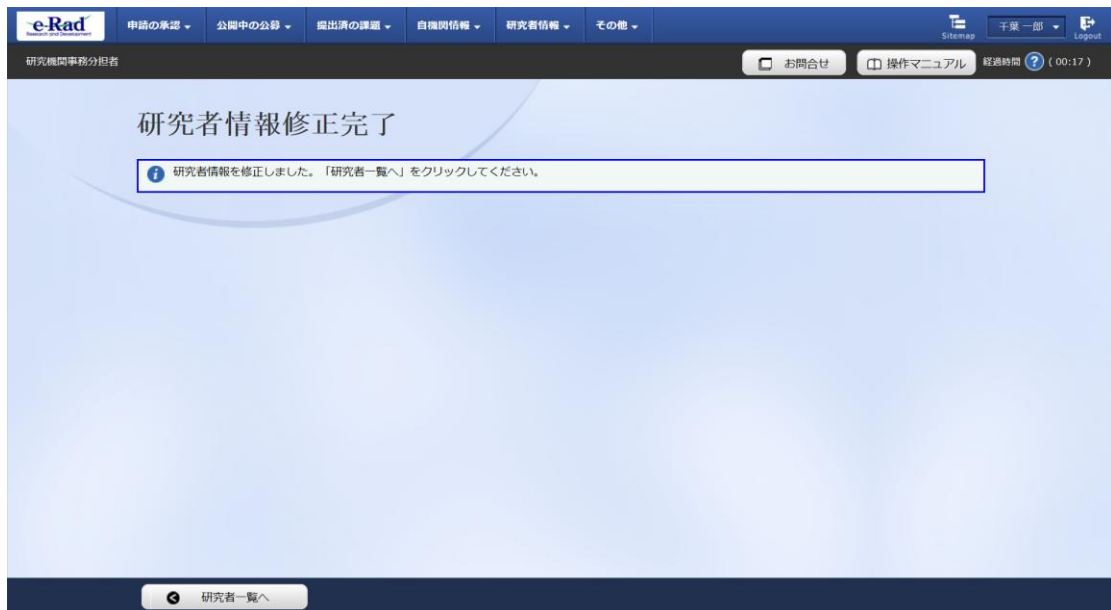 e-Rad
Research and Development
申請の承認
公開中の公募
提出済の課題
自機関情報
研究者情報
その他
Sitemap
千葉 一郎
Logout
研究機関事務分担者
お問合せ
操作マニュアル
経過時間 ? ( 00:17 )
研究者情報修正完了
研究者情報を修正しました。「研究者一覧へ」をクリックしてください。
研究者一覧へ